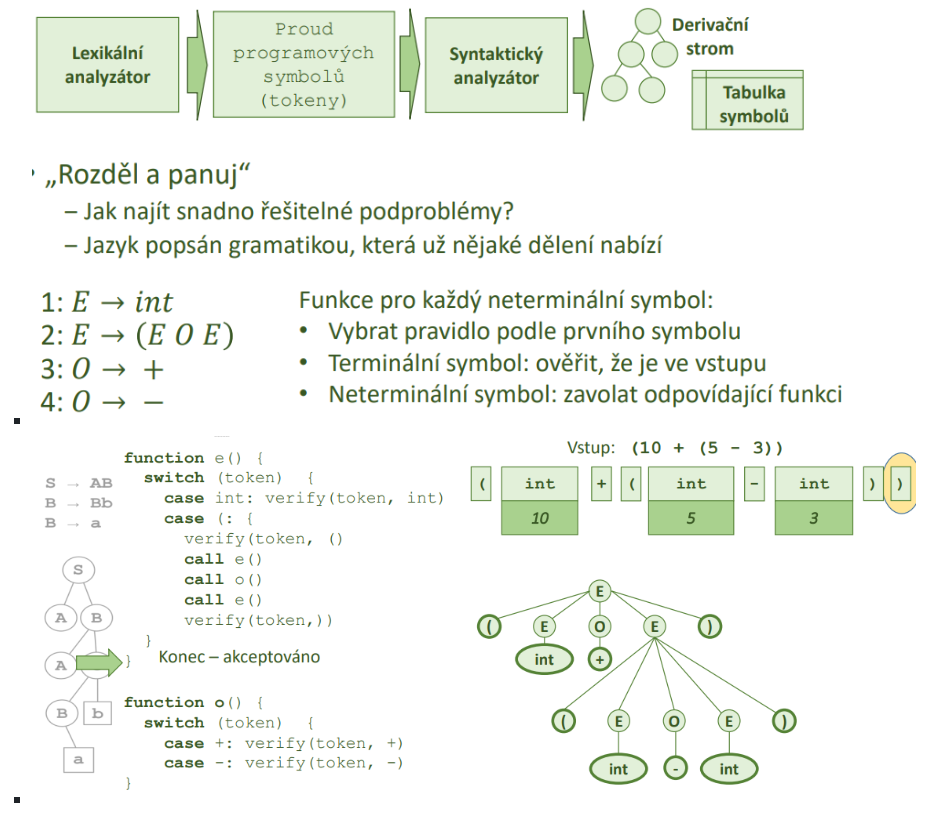 Lexikální
analyzátor
Proud
programových
symbolů
(tokeny)
Syntaktický
analyzátor
Derivační
strom
Tabulka
symbolů
„Rozděl a panuj“
– Jak najít snadno řešitelné podproblémy?
– Jazyk popsán gramatikou, která už nějaké dělení nabízí
1: E → int
2: E → (E O E)
3: O → +
4: O → −
Funkce pro každý neterminální symbol:
• Vybrat pravidlo podle prvního symbolu
• Terminální symbol: ověřit, že je ve vstupu
• Neterminální symbol: zavolat odpovídající funkci
S → AB
B → Bb
B → a
S
A B
A
B b
a
function e() {
switch (token) {
case int: verify(token, int)
case (: {
verify(token, ()
call e()
call o()
call e()
verify(token,))
}
} Konec – akceptováno
function o() {
switch (token) {
case +: verify(token, +)
case -: verify(token, -)
}
Vstup: (10 + (5 - 3))
( int + ( int - int ) )
10 5 3
E
( E O E )
int +
( E O E )
int - int